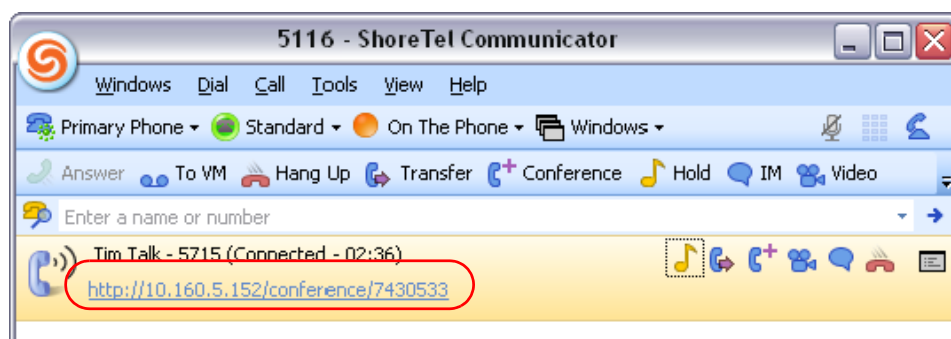 5116 - ShoreTel Communicator
Windows Dial Call Tools View Help
Primary Phone Standard On The Phone Windows
Answer To VM Hang Up Transfer Conference Hold IM Video
Enter a name or number
Tim Talk - 5715 (Connected - 02:36)
http://10.160.5.152/conference/7430533